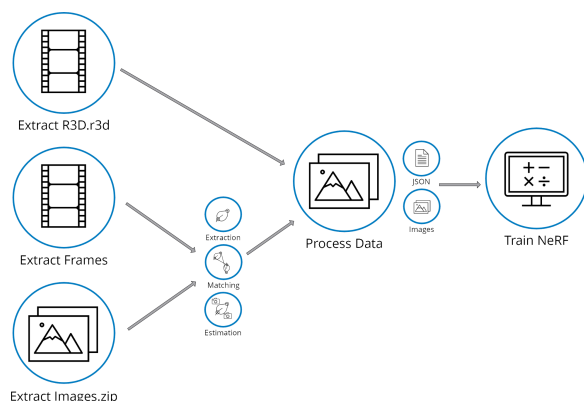 Extract R3D.r3d
Extract Frames
Extract Images.zip
Extraction
Matching
Estimation
Process Data
JSON
Images
Train NeRF